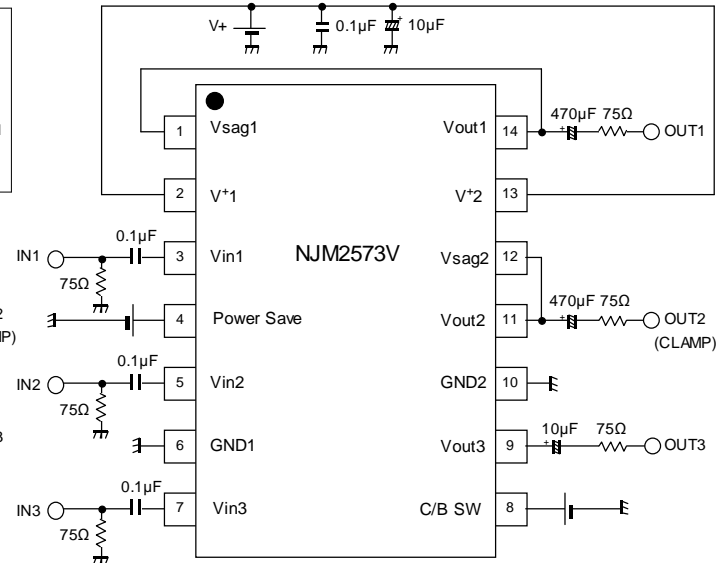 V+ 0.1µF + 10µF
470µF 75Ω
1 Vsag1 Vout1 14 + OUT1
2 V+1 V+2 13
0.1µF
IN1 3 Vin1 NJM2573V Vsag2 12
75Ω
470µF 75Ω
4 Power Save Vout2 11 + OUT2
(CLAMP)
0.1µF
IN2 5 Vin2 GND2 10
75Ω
10µF 75Ω
6 GND1 Vout3 9 + OUT3
0.1µF
IN3 7 Vin3 C/B SW 8
75Ω